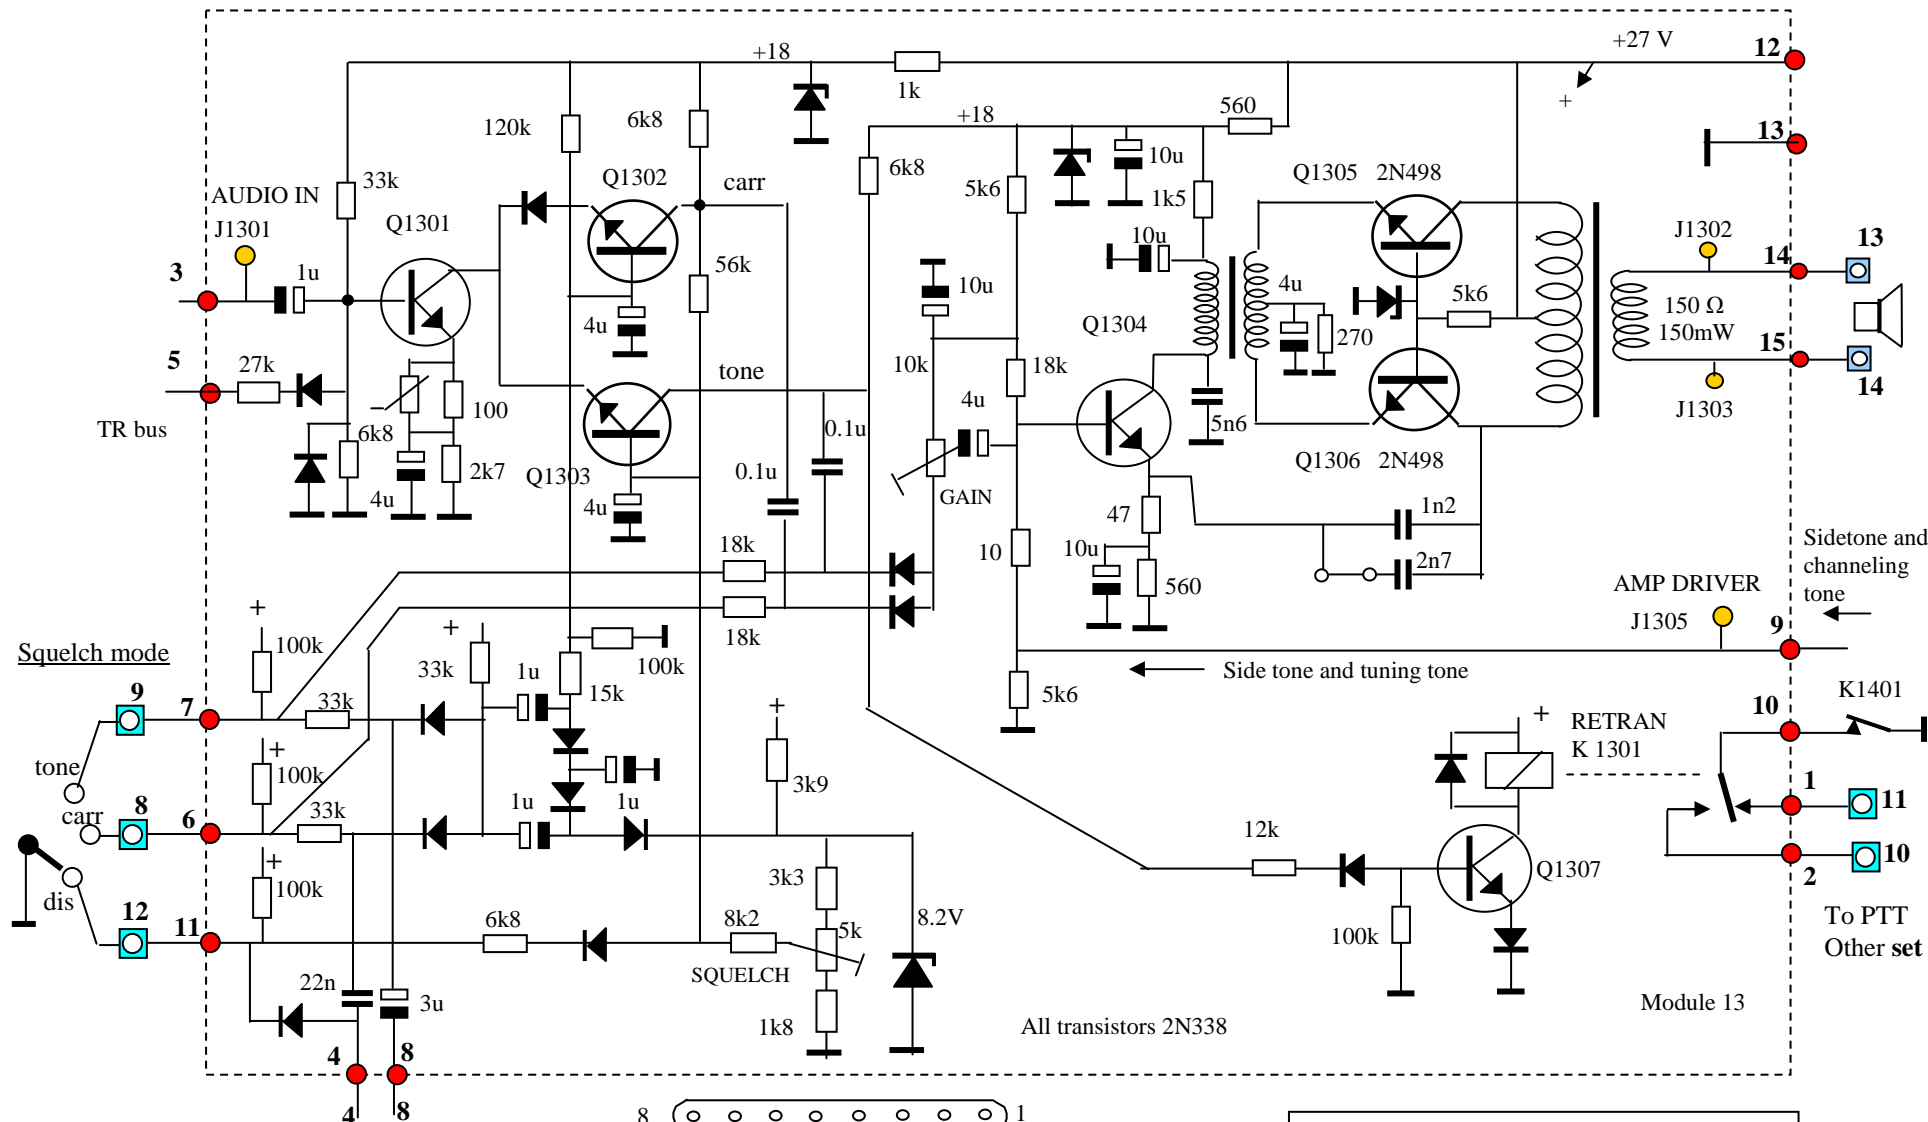 +27 V
12
+18
1k
+
560
+18
13
120k
6k8
10u
6k8
5k6
1k5
Q1305 2N498
33k
Q1302
carr
AUDIO IN
J1301
Q1301
J1302
13
14
3
1u
56k
10u
10u
4u
5k6
150 Ω
150mW
4u
Q1304
270
5
27k
tone
10k
18k
15
14
J1303
TR bus
100
4u
5n6
6k8
0.1u
2k7
Q1303
0.1u
Q1306 2N498
4u
4u
GAIN
47
1n2
18k
10
10u
2n7
Sidetone and
channeling
tone
560
AMP DRIVER
J1305
9
+
+
18k
100k
100k
33k
Squelch mode
1u
15k
Side tone and tuning tone
5k6
K1401
9
7
33k
+
+
RETRAN
K 1301
10
+
tone
100k
3k9
1
11
carr
8
6
33k
1u
1u
12k
10
+
100k
3k3
Q1307
2
dis
12
11
6k8
8k2
5k
8.2V
100k
To PTT
Other set
SQUELCH
22n
3u
1k8
Module 13
All transistors 2N338
4
8
4
8
8
1